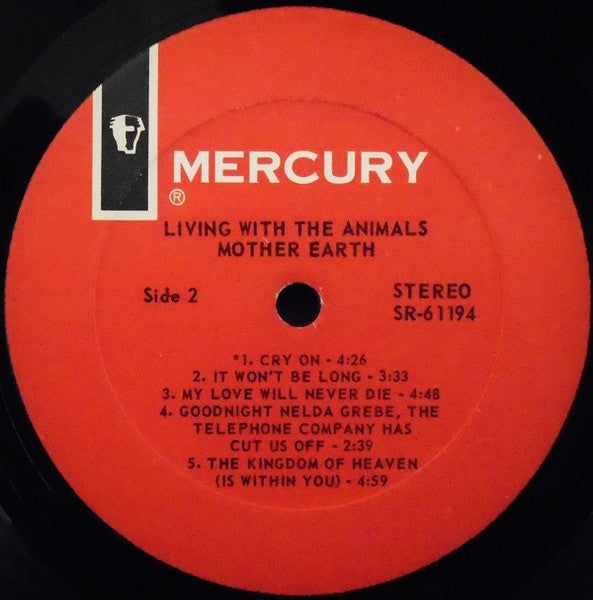 MERCURY
®
LIVING WITH THE ANIMALS
MOTHER EARTH
Side 2
STEREO
SR-61194
*1. CRY ON - 4:26
2. IT WON'T BE LONG - 3:33
3. MY LOVE WILL NEVER DIE - 4:48
4. GOODNIGHT NELDA GREBE, THE
TELEPHONE COMPANY HAS
CUT US OFF - 2:39
5. THE KINGDOM OF HEAVEN
(IS WITHIN YOU) - 4:59